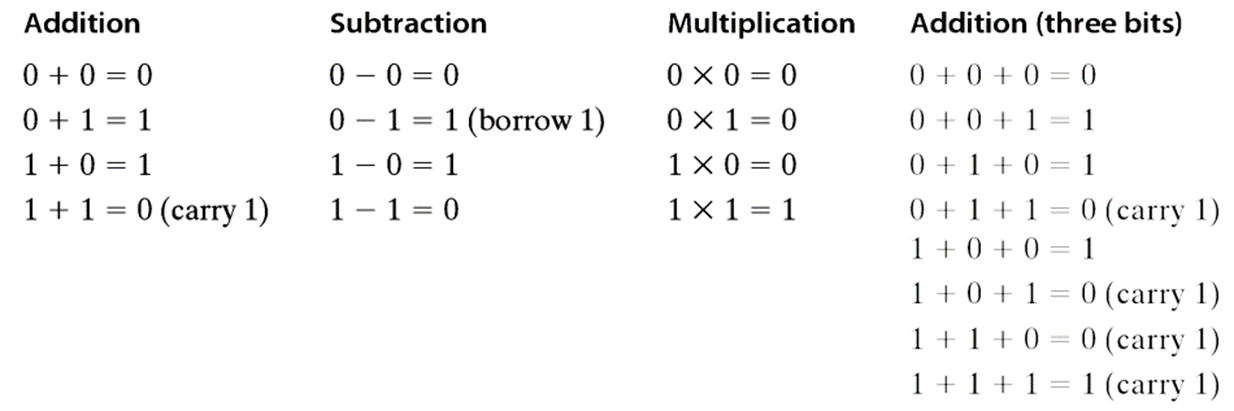 Addition Subtraction Multiplication Addition (three bits)
0 + 0 = 0 0 − 0 = 0 0 × 0 = 0 0 + 0 + 0 = 0
0 + 1 = 1 0 − 1 = 1 (borrow 1) 0 × 1 = 0 0 + 0 + 1 = 1
1 + 0 = 1 1 − 0 = 1 1 × 0 = 0 0 + 1 + 0 = 1
1 + 1 = 0 (carry 1) 1 − 1 = 0 1 × 1 = 1 0 + 1 + 1 = 0 (carry 1)
1 + 0 + 0 = 1
1 + 0 + 1 = 0 (carry 1)
1 + 1 + 0 = 0 (carry 1)
1 + 1 + 1 = 1 (carry 1)